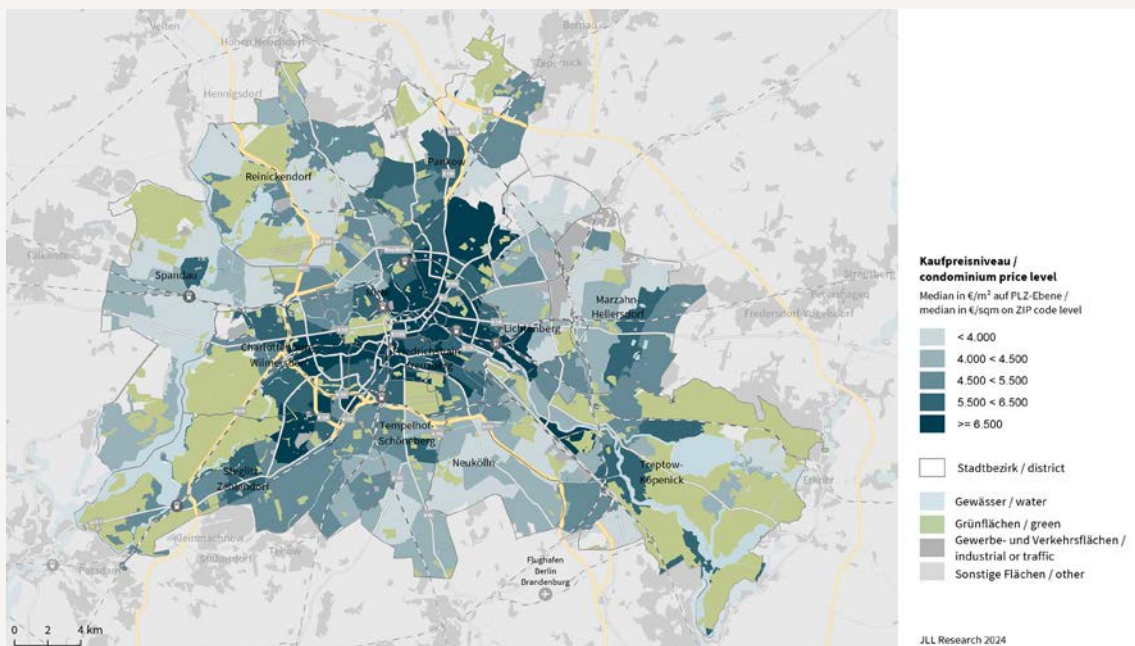 Velten
Bernau
Hohen Neuendorf
Zepernick
Hennigsdorf
Pankow
Reinickendorf
Falkensee
Spandau
Mitte
Strausberg
Petershagen
Marzahn-
Hellersdorf
Fredersdorf-Vogelsdorf
Lichtenberg
Charlottenburg-
Wilmersdorf
Friedrichshain-
Kreuzberg
Tempelhof-
Schöneberg
Neukölln
Steglitz-
Zehlendorf
Treptow-
Köpenick
Erkner
Kleinmachnow
Stahnsdorf
Teltow
Potsdam
Flughafen
Berlin
Brandenburg
0 2 4 km
Kaufpreisniveau /
condominium price level
Median in €/m² auf PLZ-Ebene /
median in €/sqm on ZIP code level
< 4.000
4.000 < 4.500
4.500 < 5.500
5.500 < 6.500
>= 6.500
Stadtbezirk / district
Gewässer / water
Grünflächen / green
Gewerbe- und Verkehrsflächen /
industrial or traffic
Sonstige Flächen / other
JLL Research 2024